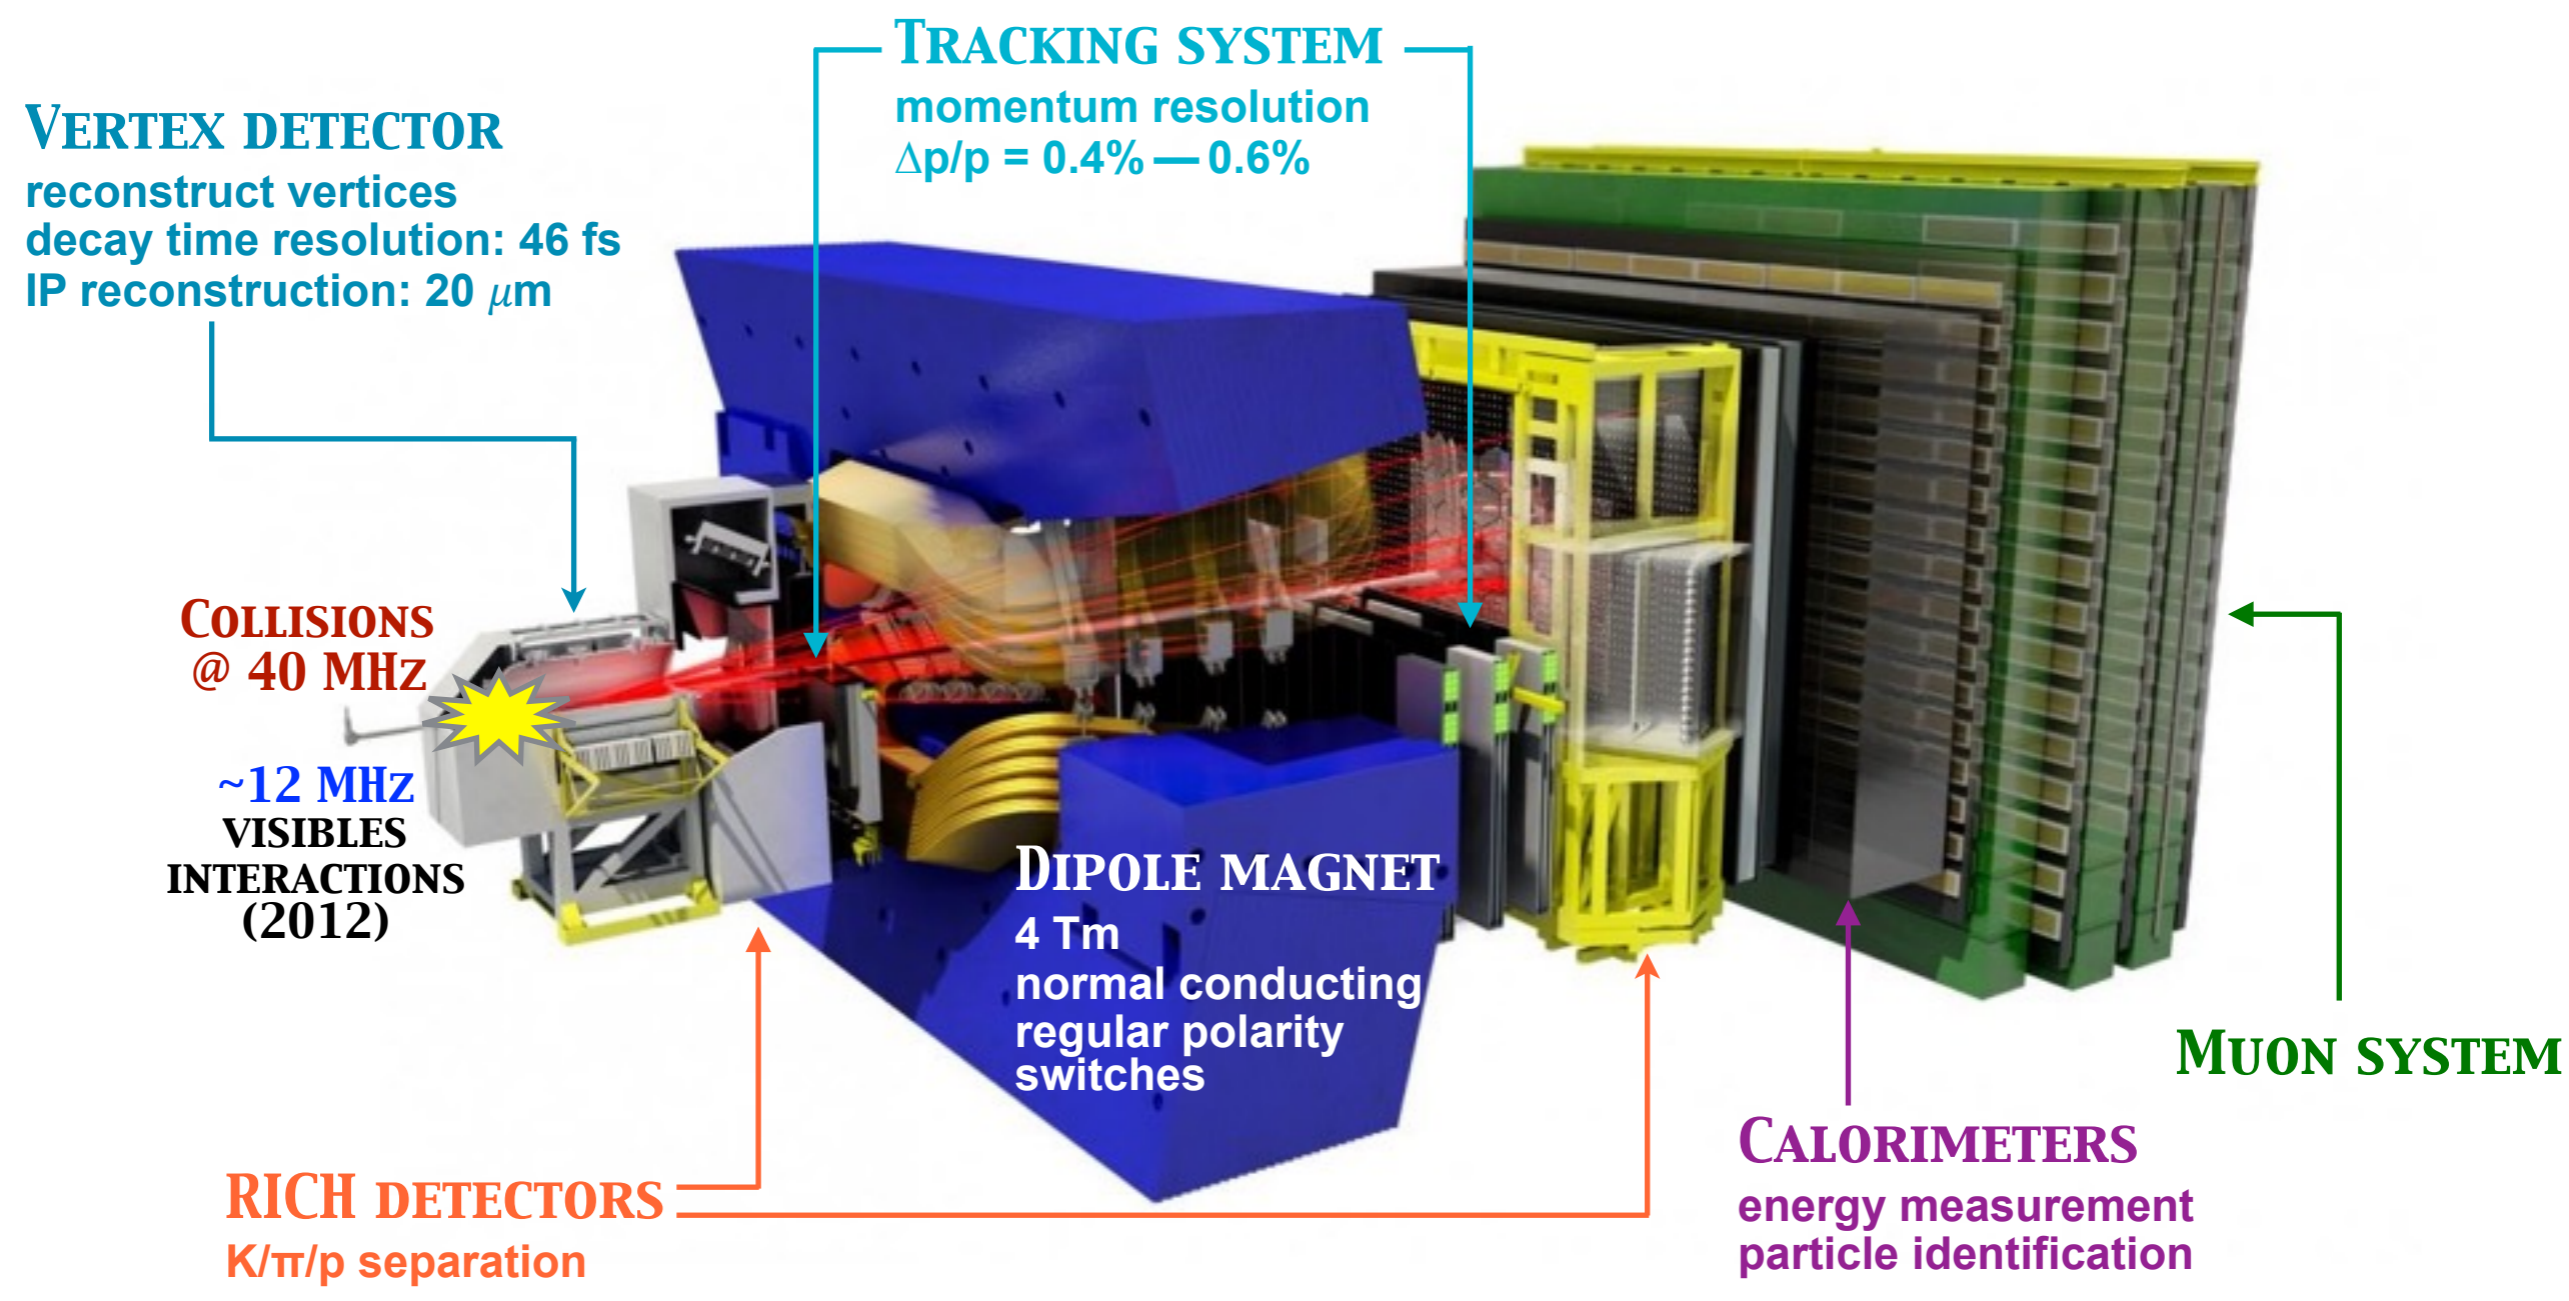 TRACKING SYSTEM
momentum resolution
Δp/p = 0.4% — 0.6%
VERTEX DETECTOR
reconstruct vertices
decay time resolution: 46 fs
IP reconstruction: 20 μm
COLLISIONS
@ 40 MHZ
~12 MHZ
VISIBLES
INTERACTIONS
(2012)
DIPOLE MAGNET
4 Tm
normal conducting
regular polarity
switches
MUON SYSTEM
CALORIMETERS
energy measurement
particle identification
RICH DETECTORS
K/π/p separation